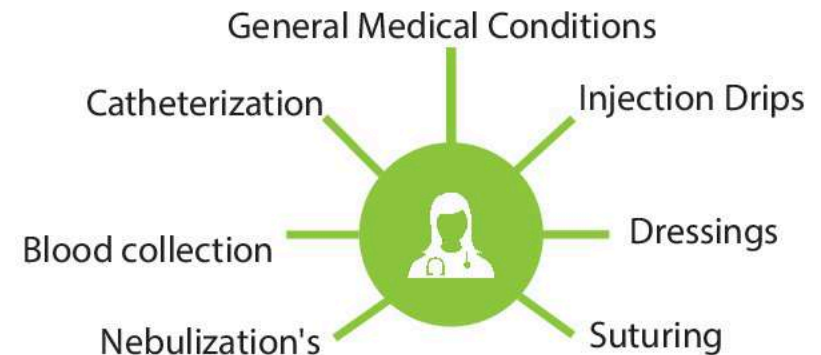 General Medical Conditions
Catheterization
Injection Drips
Blood collection
Dressings
Nebulization's
Suturing